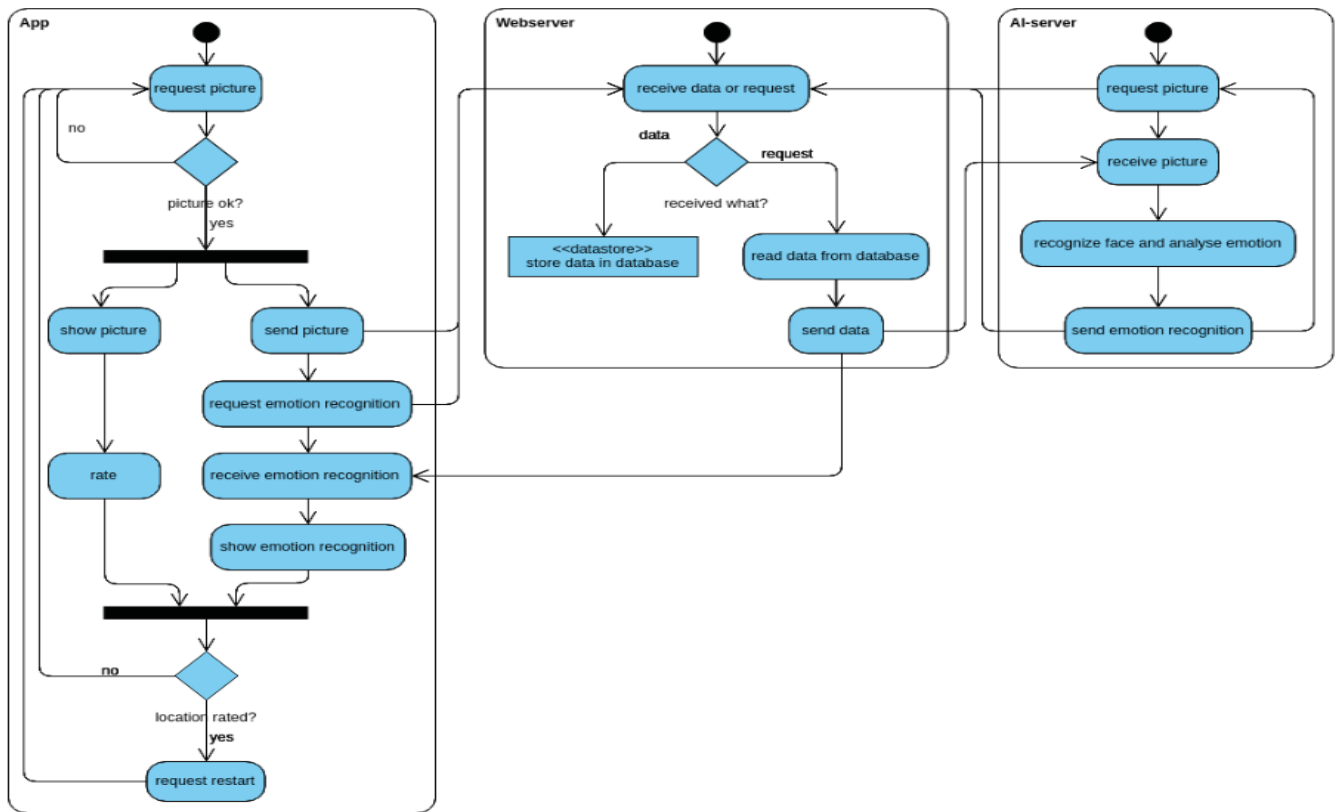 App
request picture
no
picture ok?
yes
show picture
send picture
request emotion recognition
rate
receive emotion recognition
show emotion recognition
no
location rated?
yes
request restart
Webserver
receive data or request
data
request
received what?
<<datastore>>
store data in database
read data from database
send data
AI-server
request picture
receive picture
recognize face and analyse emotion
send emotion recognition